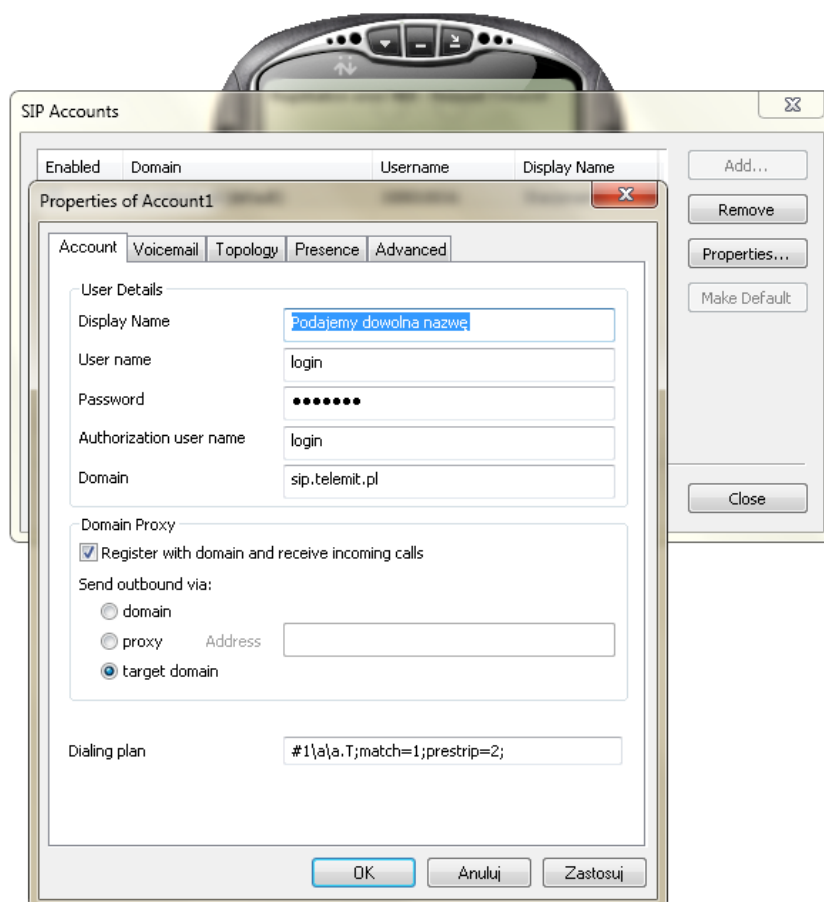 SIP Accounts
Enabled Domain Username Display Name
Add...
Remove
Properties...
Make Default
Close
Properties of Account1
Account Voicemail Topology Presence Advanced
User Details
Display Name Podajemy dowolna nazwę
User name login
Password •••••••
Authorization user name login
Domain sip.telemit.pl
Domain Proxy
Register with domain and receive incoming calls
Send outbound via:
domain
proxy Address
target domain
Dialing plan #1\a\a.T;match=1;prestrip=2;
OK Anuluj Zastosuj